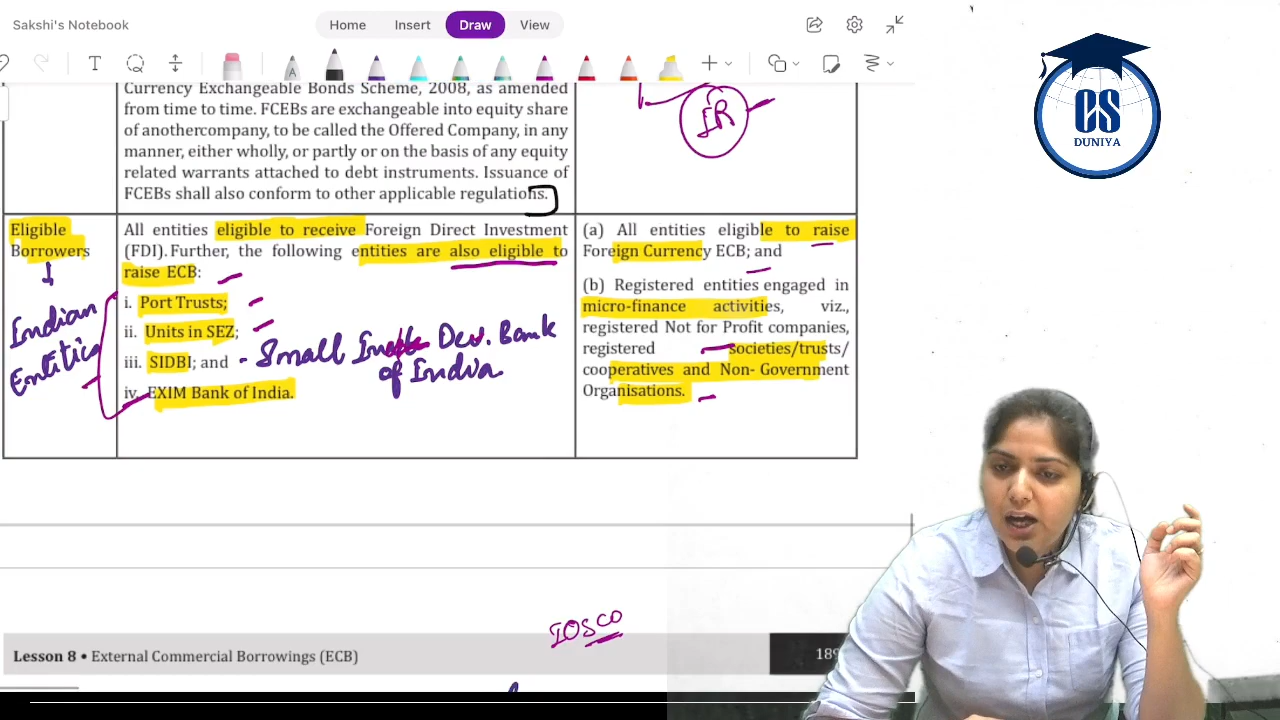 Sakshi's Notebook
Home Insert Draw View
CS
DUNIYA
Currency Exchangeable Bonds Scheme, 2008, as amended
from time to time. FCEBs are exchangeable into equity share
of anothercompany, to be called the Offered Company, in any
manner, either wholly, or partly or on the basis of any equity
related warrants attached to debt instruments. Issuance of
FCEBs shall also conform to other applicable regulations.
IR
Eligible
Borrowers
Indian
Entities
All entities eligible to receive Foreign Direct Investment
(FDI). Further, the following entities are also eligible to
raise ECB:
i. Port Trusts;
ii. Units in SEZ;
iii. SIDBI; and - Small Dev. Bank
of India
iv. EXIM Bank of India.
(a) All entities eligible to raise
Foreign Currency ECB; and
(b) Registered entities engaged in
micro-finance activities, viz.,
registered Not for Profit companies,
registered societies/trusts/
cooperatives and Non- Government
Organisations.
IOSCO
Lesson 8 • External Commercial Borrowings (ECB)